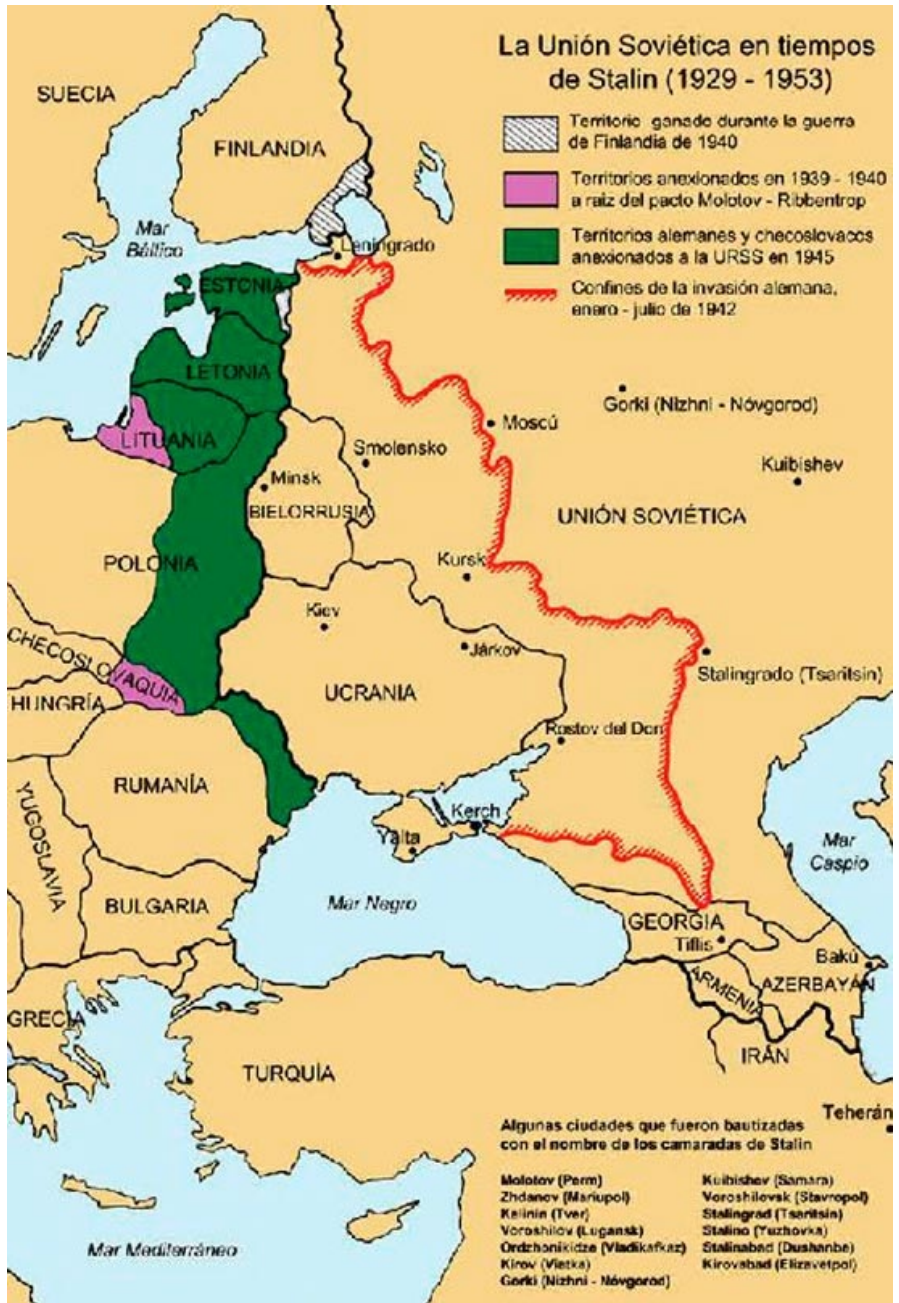 La Unión Soviética en tiempos
de Stalin (1929 - 1953)
Territorio ganado durante la guerra
de Finlandia de 1940
Territorios anexionados en 1939 - 1940
a raiz del pacto Molotov - Ribbentrop
Territorios alemanes y checoslovacos
anexionados a la URSS en 1945
Confines de la invasión alemana,
enero - julio de 1942
SUECIA
FINLANDIA
Mar
Báltico
Leningrado
ESTONIA
LETONIA
LITUANIA
Moscú
Gorki (Nizhni - Nóvgorod)
Smolensko
Kuibishev
Minsk
BIELORRUSIA
UNIÓN SOVIÉTICA
POLONIA
Kursk
Kiev
Járkov
CHECOSLOVAQUIA
Stalingrado (Tsaritsin)
HUNGRÍA
UCRANIA
Rostov del Don
RUMANÍA
YUGOSLAVIA
Kerch
Yalta
Mar
Caspio
BULGARIA
Mar Negro
GEORGIA
Tiflis
Bakú
ARMENIA
AZERBAYÁN
GRECIA
IRÁN
TURQUÍA
Teherán
Algunas ciudades que fueron bautizadas
con el nombre de los camaradas de Stalin
Molotov (Perm)
Zhdanov (Mariupol)
Kalinin (Tver)
Voroshilov (Lugansk)
Ordzhonikidze (Vladikafkaz)
Kirov (Viatka)
Gorki (Nizhni - Nóvgorod)
Kuibishev (Samara)
Voroshilovsk (Stavropol)
Stalingrad (Tsaritsin)
Stalino (Yuzhovka)
Stalinabad (Dushanbe)
Kirovabad (Elizavetpol)
Mar Mediterráneo